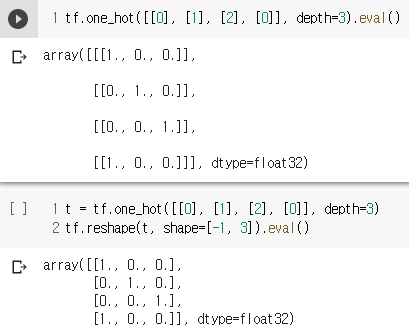 1 tf.one_hot([[0], [1], [2], [0]], depth=3).eval()
array([[[1., 0., 0.]],
[[0., 1., 0.]],
[[0., 0., 1.]],
[[1., 0., 0.]]], dtype=float32)
[ ] 1 t = tf.one_hot([[0], [1], [2], [0]], depth=3)
2 tf.reshape(t, shape=[-1, 3]).eval()
array([[1., 0., 0.],
[0., 1., 0.],
[0., 0., 1.],
[1., 0., 0.]], dtype=float32)